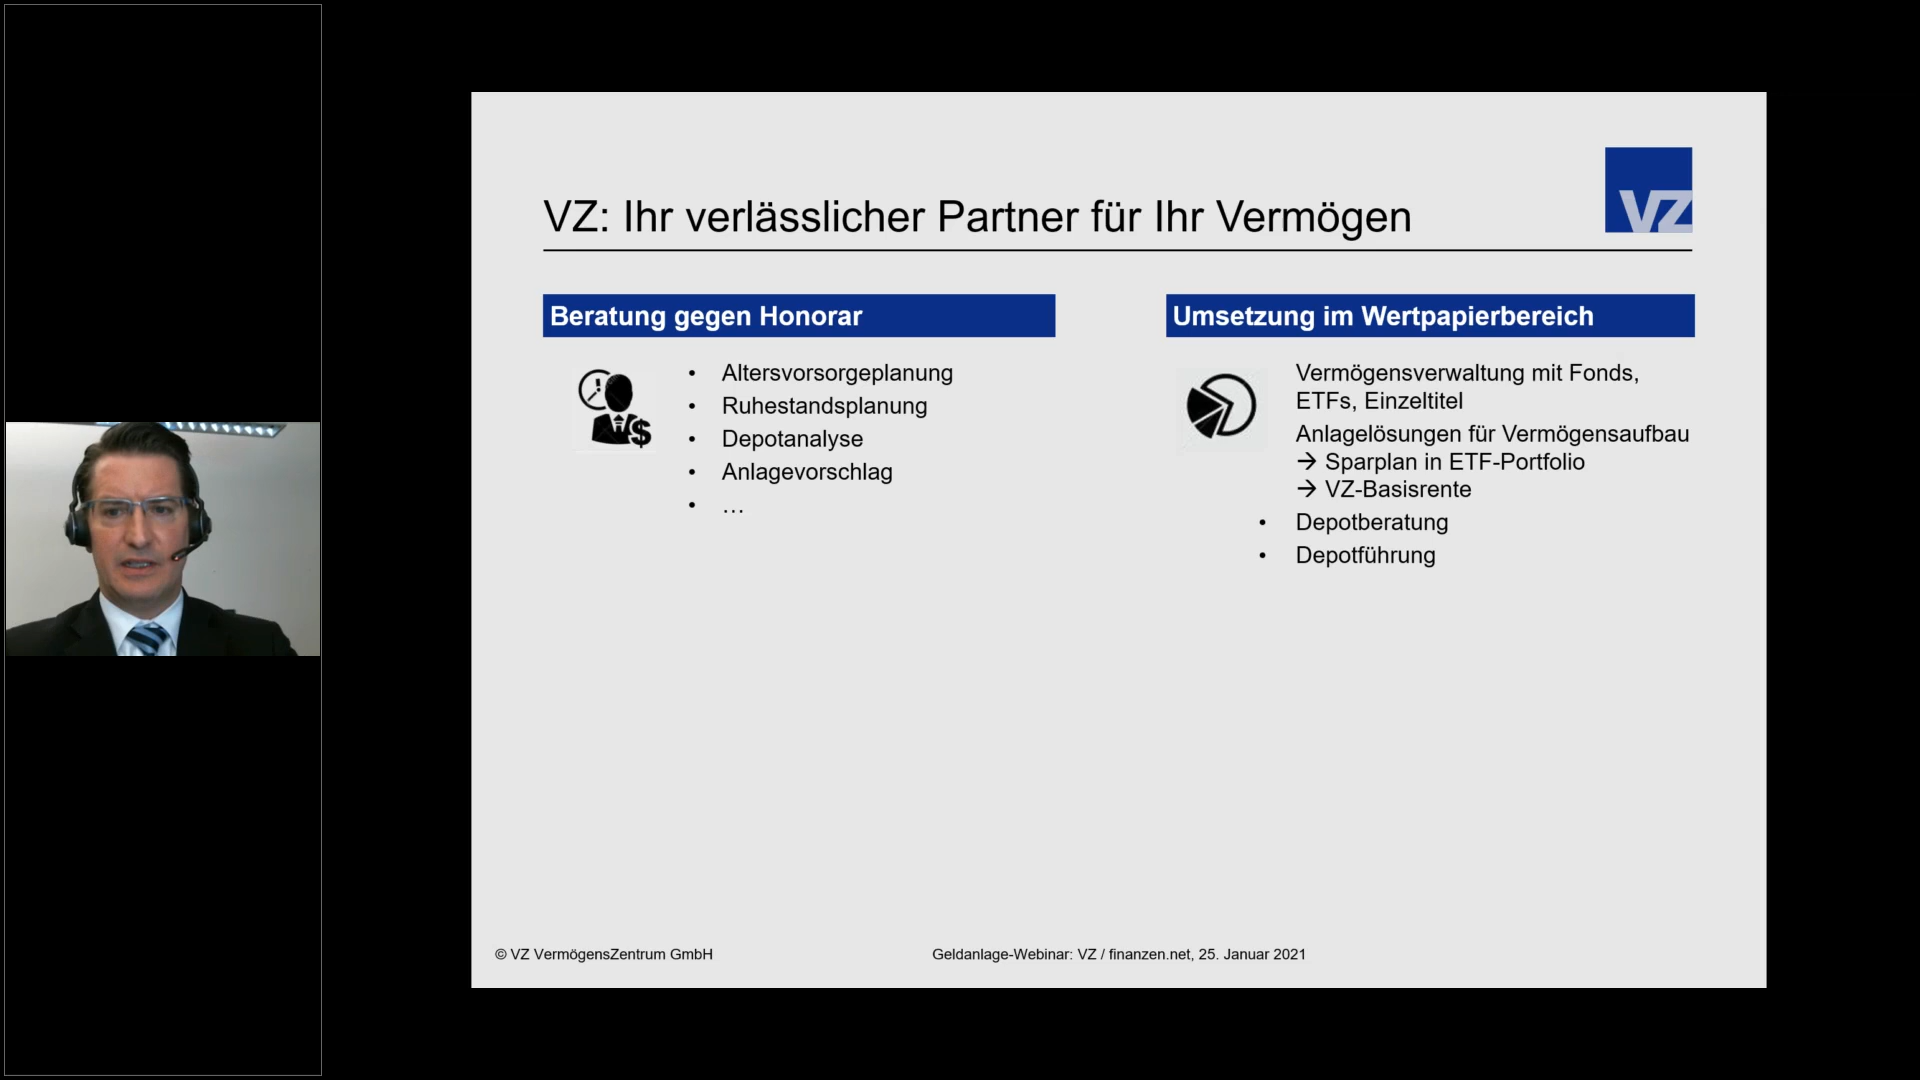 VZ
VZ: Ihr verlässlicher Partner für Ihr Vermögen
Beratung gegen Honorar
• Altersvorsorgeplanung
• Ruhestandsplanung
• Depotanalyse
• Anlagevorschlag
• …
Umsetzung im Wertpapierbereich
Vermögensverwaltung mit Fonds,
ETFs, Einzeltitel
Anlagelösungen für Vermögensaufbau
→ Sparplan in ETF-Portfolio
→ VZ-Basisrente
• Depotberatung
• Depotführung
© VZ VermögensZentrum GmbH
Geldanlage-Webinar: VZ / finanzen.net, 25. Januar 2021